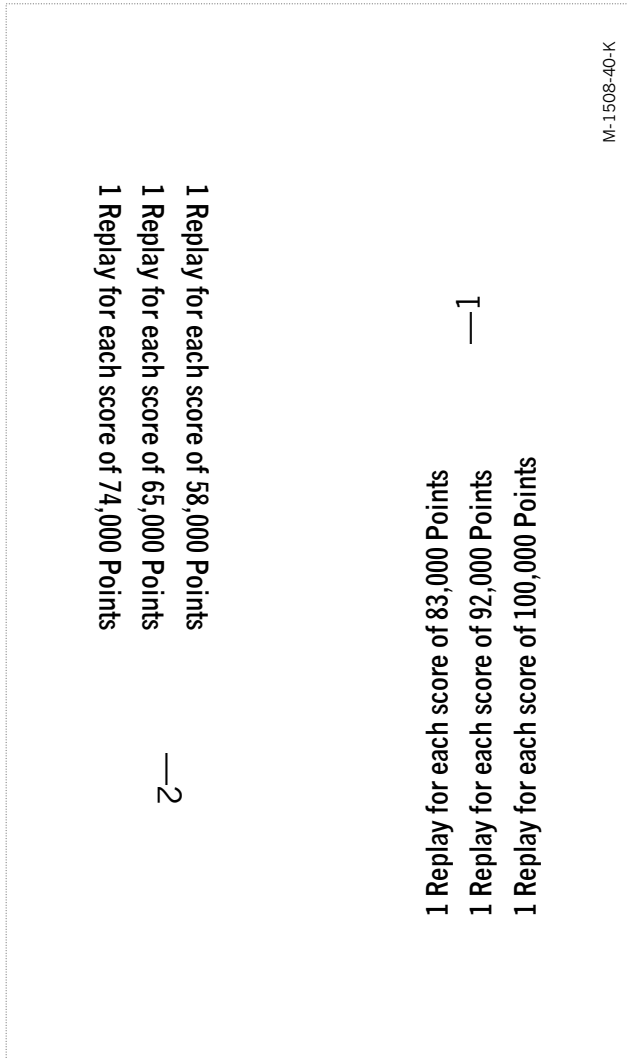 M-1508-40-K
1 Replay for each score of 58,000 Points
1 Replay for each score of 65,000 Points
1 Replay for each score of 74,000 Points
—2
—1
1 Replay for each score of 83,000 Points
1 Replay for each score of 92,000 Points
1 Replay for each score of 100,000 Points